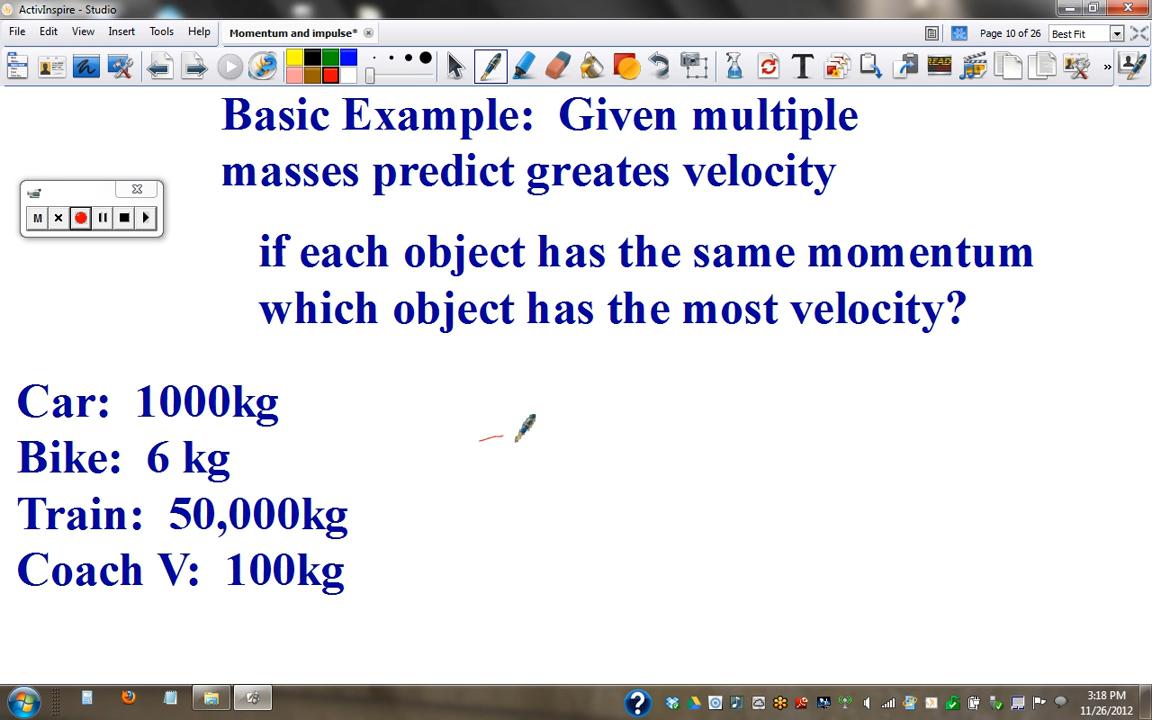 ActivInspire - Studio
File Edit View Insert Tools Help
Momentum and impulse*
Page 10 of 26
Best Fit
Basic Example: Given multiple
masses predict greates velocity
M
if each object has the same momentum
which object has the most velocity?
Car: 1000kg
Bike: 6 kg
Train: 50,000kg
Coach V: 100kg
3:18 PM
11/26/2012